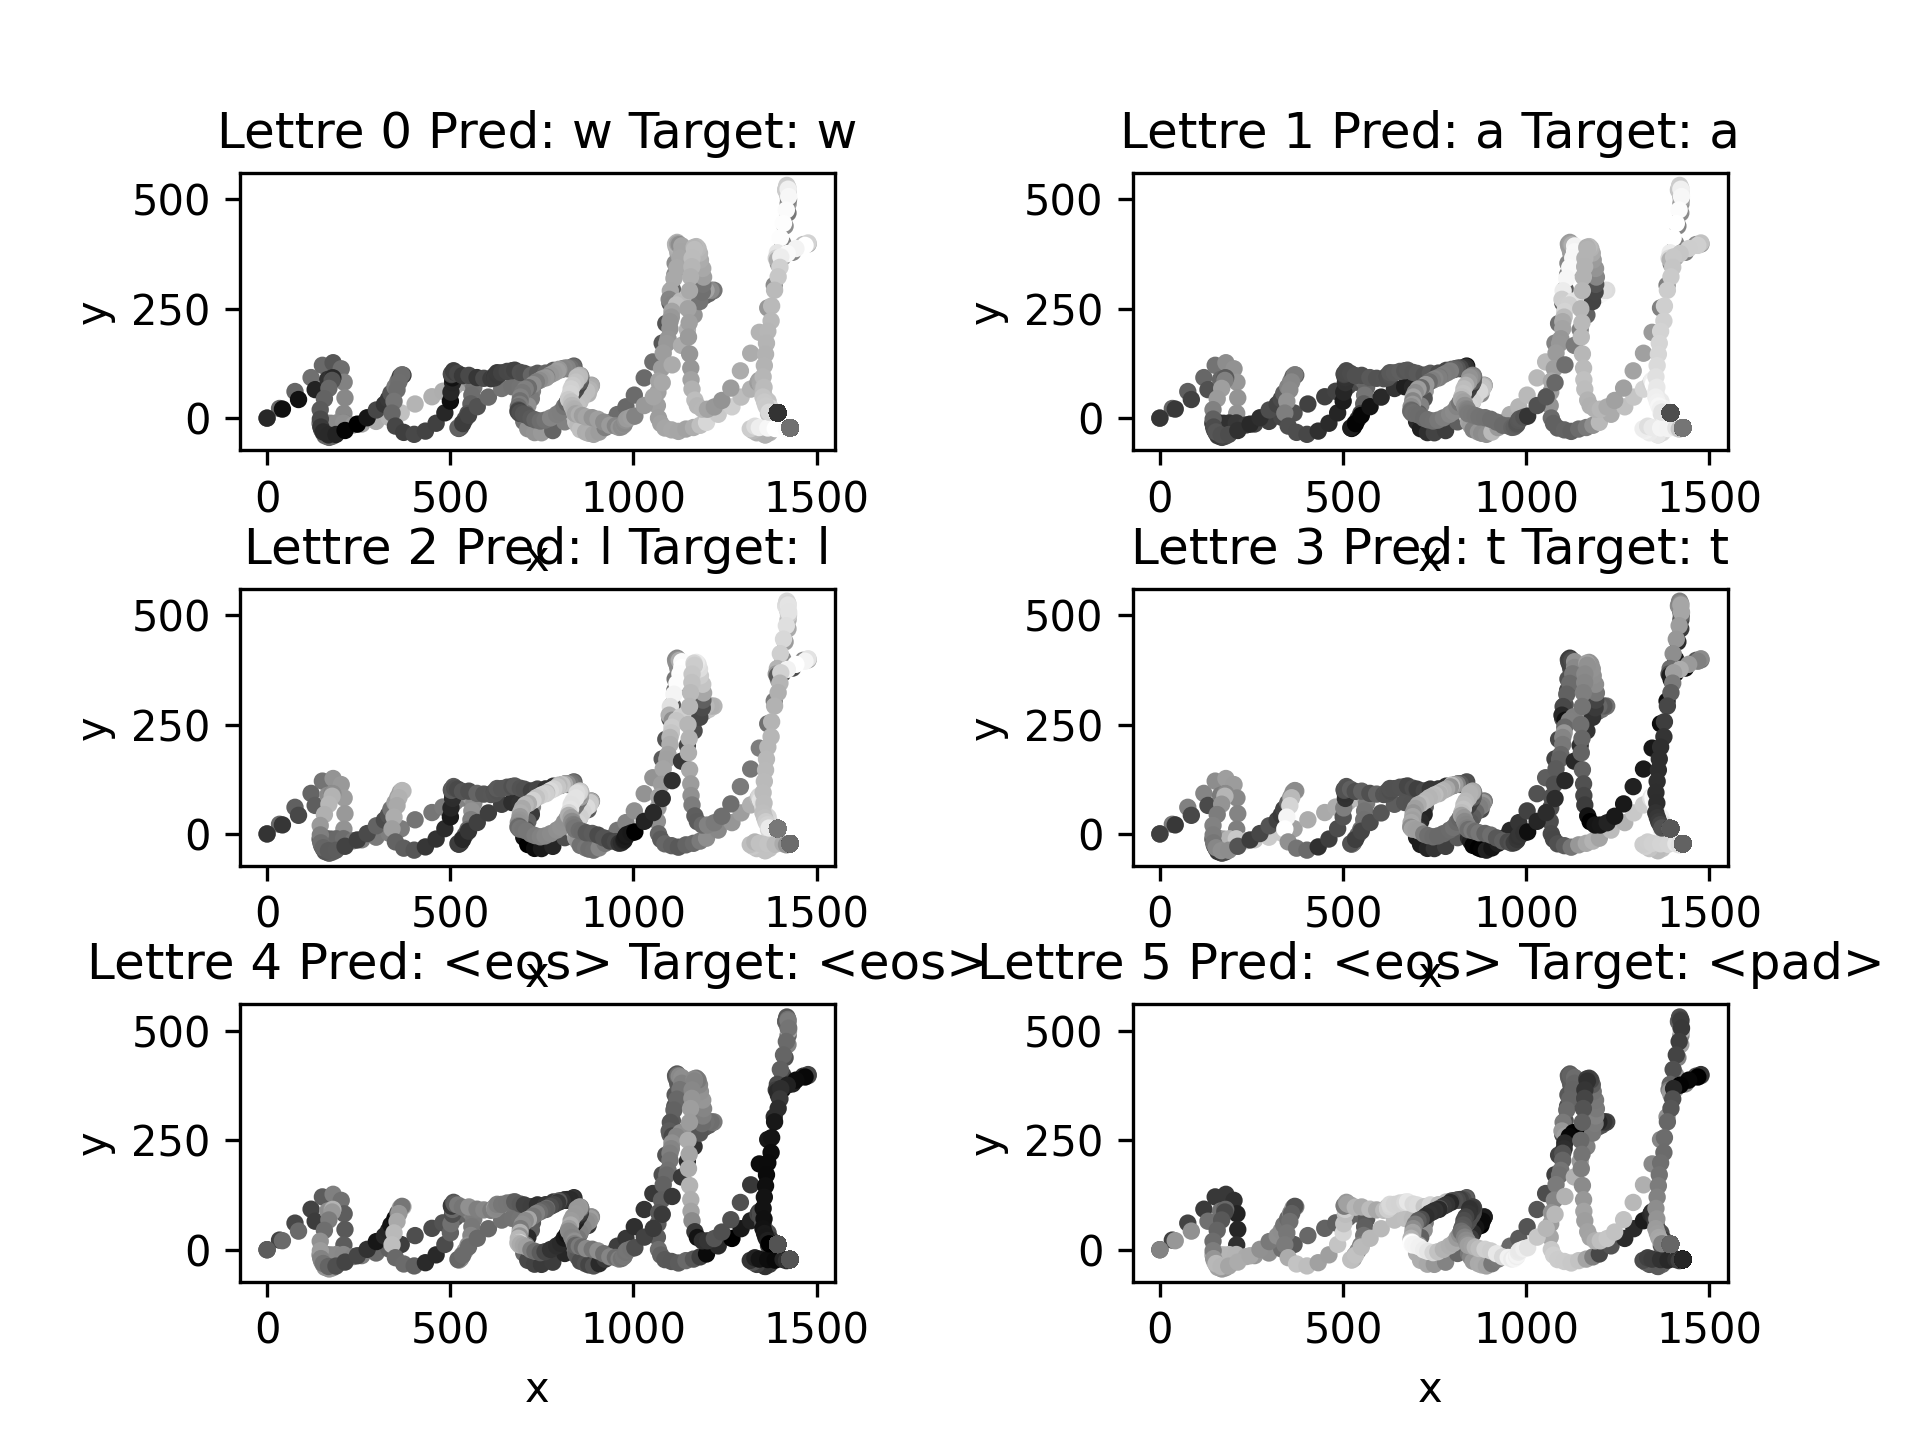 Lettre 0 Pred: w Target: w
Lettre 1 Pred: a Target: a
500
250
0
y
0 500 1000 1500
x
500
250
0
y
0 500 1000 1500
x
Lettre 2 Pred: l Target: l
Lettre 3 Pred: t Target: t
500
250
0
y
0 500 1000 1500
x
500
250
0
y
0 500 1000 1500
x
Lettre 4 Pred: <eos> Target: <eos>
Lettre 5 Pred: <eos> Target: <pad>
500
250
0
y
0 500 1000 1500
x
500
250
0
y
0 500 1000 1500
x